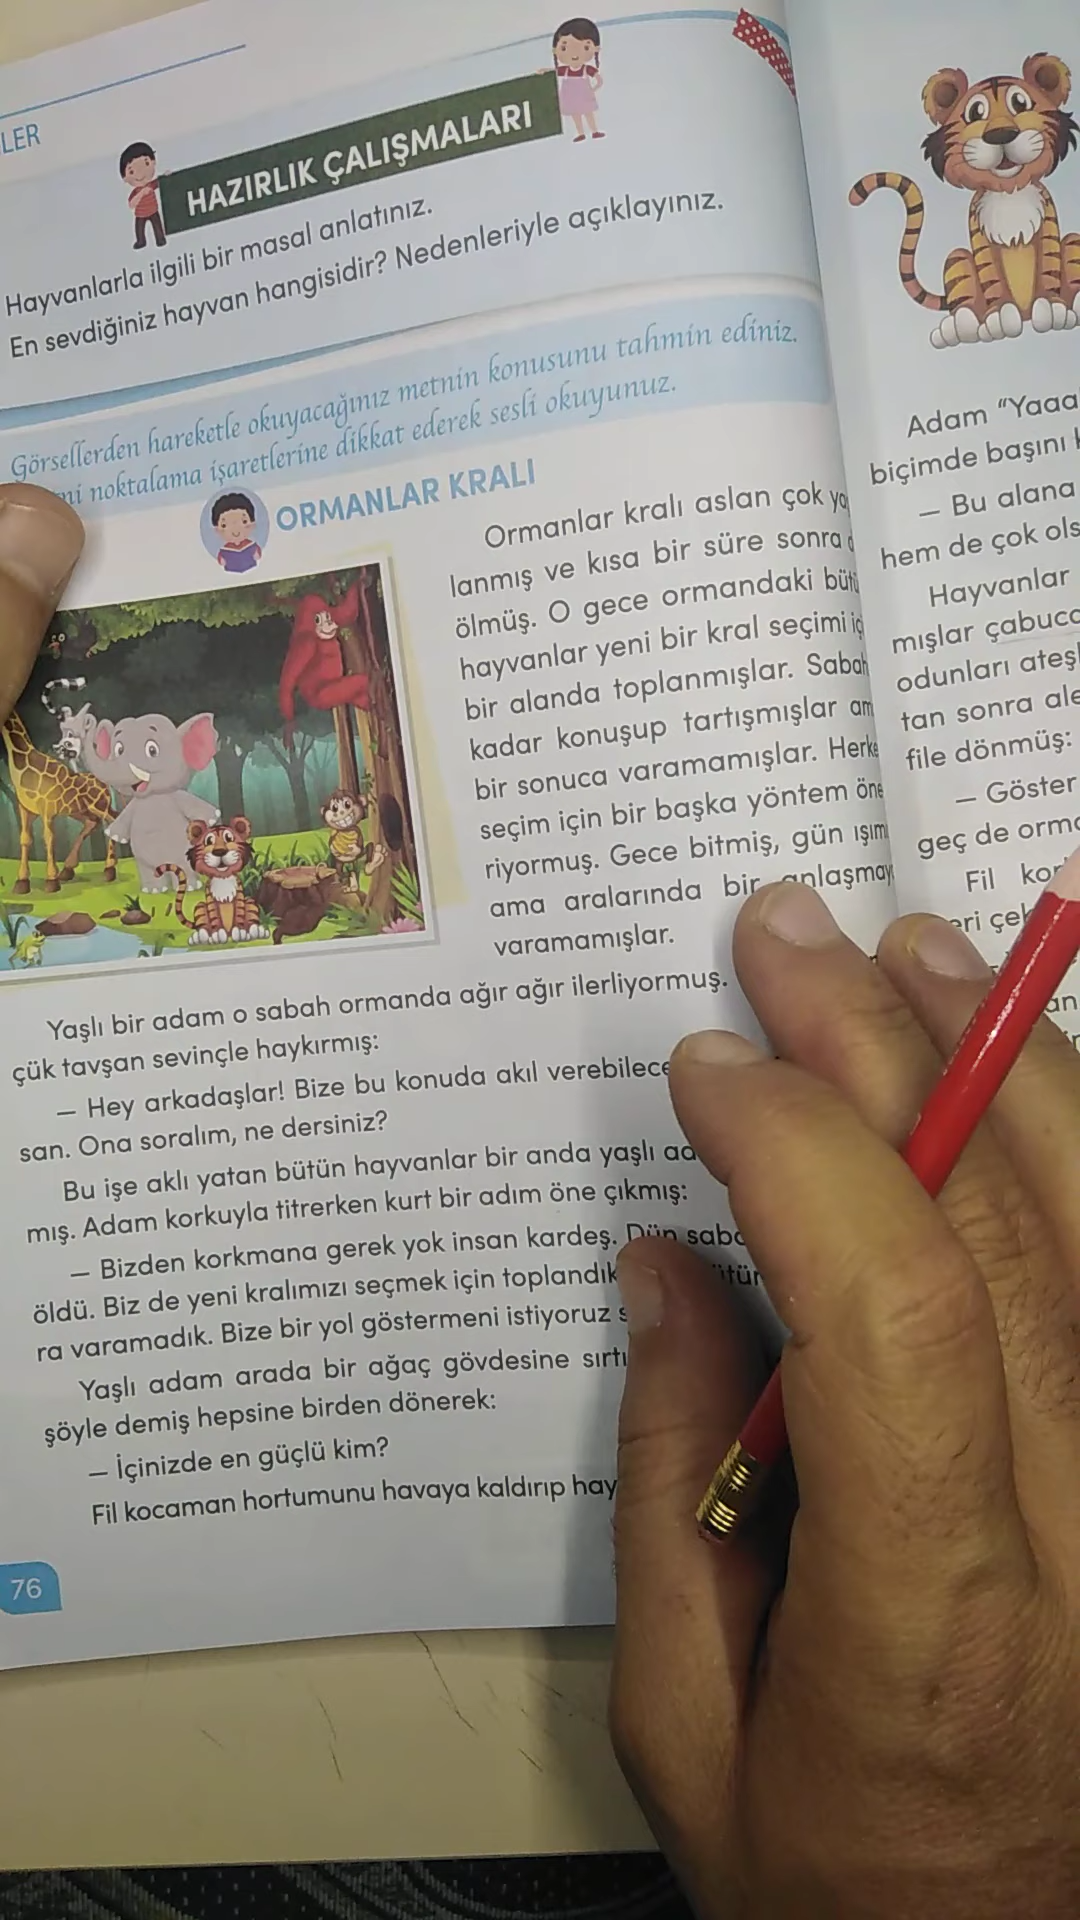 LER
HAZIRLIK ÇALIŞMALARI
Hayvanlarla ilgili bir masal anlatınız.
En sevdiğiniz hayvan hangisidir? Nedenleriyle açıklayınız.
Görsellerden hareketle okuyacağınız metnin konusunu tahmin ediniz.
noktalama işaretlerine dikkat ederek sesli okuyunuz.
ORMANLAR KRALI
Ormanlar kralı aslan çok
lanmış ve kısa bir süre sonra
ölmüş. O gece ormandaki
hayvanlar yeni bir kral seçimi
bir alanda toplanmışlar.
kadar konuşup tartışmışlar
bir sonuca varamamışlar.
seçim için bir başka yöntem
riyormuş. Gece bitmiş, gün
ama aralarında bir
varamamışlar.
Yaşlı bir adam o sabah ormanda ağır ağır ilerliyormuş.
çük tavşan sevinçle haykırmış:
— Hey arkadaşlar! Bize bu konuda akıl
san. Ona soralım, ne dersiniz?
Bu işe aklı yatan bütün hayvanlar bir anda yaşlı
mış. Adam korkuyla titrerken kurt bir adım öne çıkmış:
— Bizden korkmana gerek yok insan kardeş. Dün
öldü. Biz de yeni kralımızı seçmek için
ra varamadık. Bize bir yol göstermeni istiyoruz
Yaşlı adam arada bir ağaç gövdesine
şöyle demiş hepsine birden dönerek:
— İçinizde en güçlü kim?
Fil kocaman hortumunu havaya kaldırıp
76
Adam
biçimde başını
— Bu alana
hem de çok
Hayvanlar
mışlar
odunları
tan sonra
file dönmüş:
— Göster
geç de
Fil